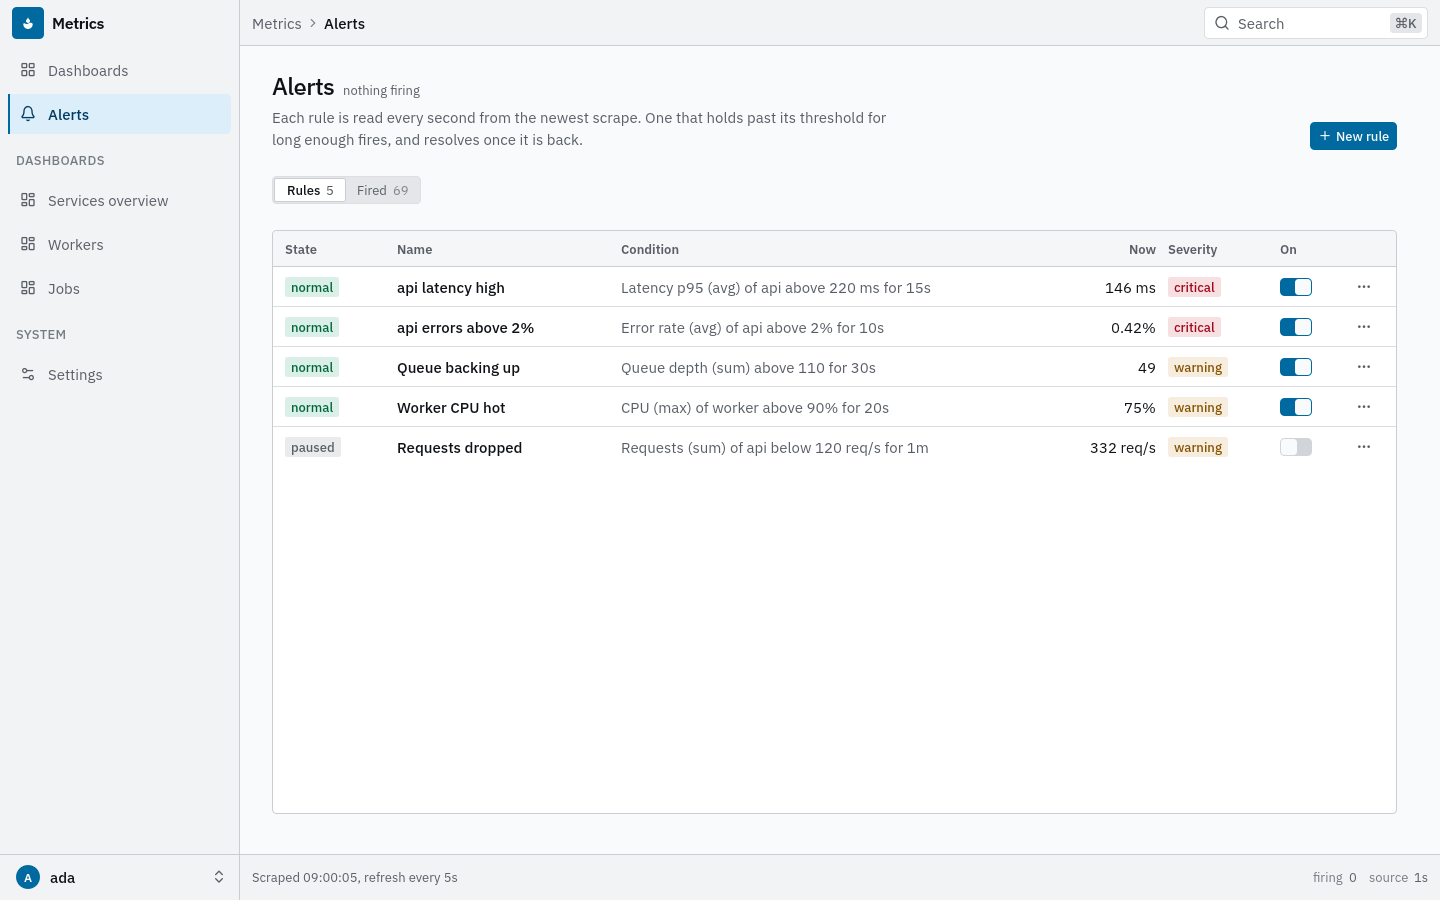 Metrics
Metrics > Alerts
Search ⌘K
Dashboards
Alerts
DASHBOARDS
Services overview
Workers
Jobs
SYSTEM
Settings
A ada
Alerts nothing firing
Each rule is read every second from the newest scrape. One that holds past its threshold for
long enough fires, and resolves once it is back.
+ New rule
Rules 5 Fired 69
State Name Condition Now Severity On
normal api latency high Latency p95 (avg) of api above 220 ms for 15s 146 ms critical
normal api errors above 2% Error rate (avg) of api above 2% for 10s 0.42% critical
normal Queue backing up Queue depth (sum) above 110 for 30s 49 warning
normal Worker CPU hot CPU (max) of worker above 90% for 20s 75% warning
paused Requests dropped Requests (sum) of api below 120 req/s for 1m 332 req/s warning
Scraped 09:00:05, refresh every 5s
firing 0 source 1s